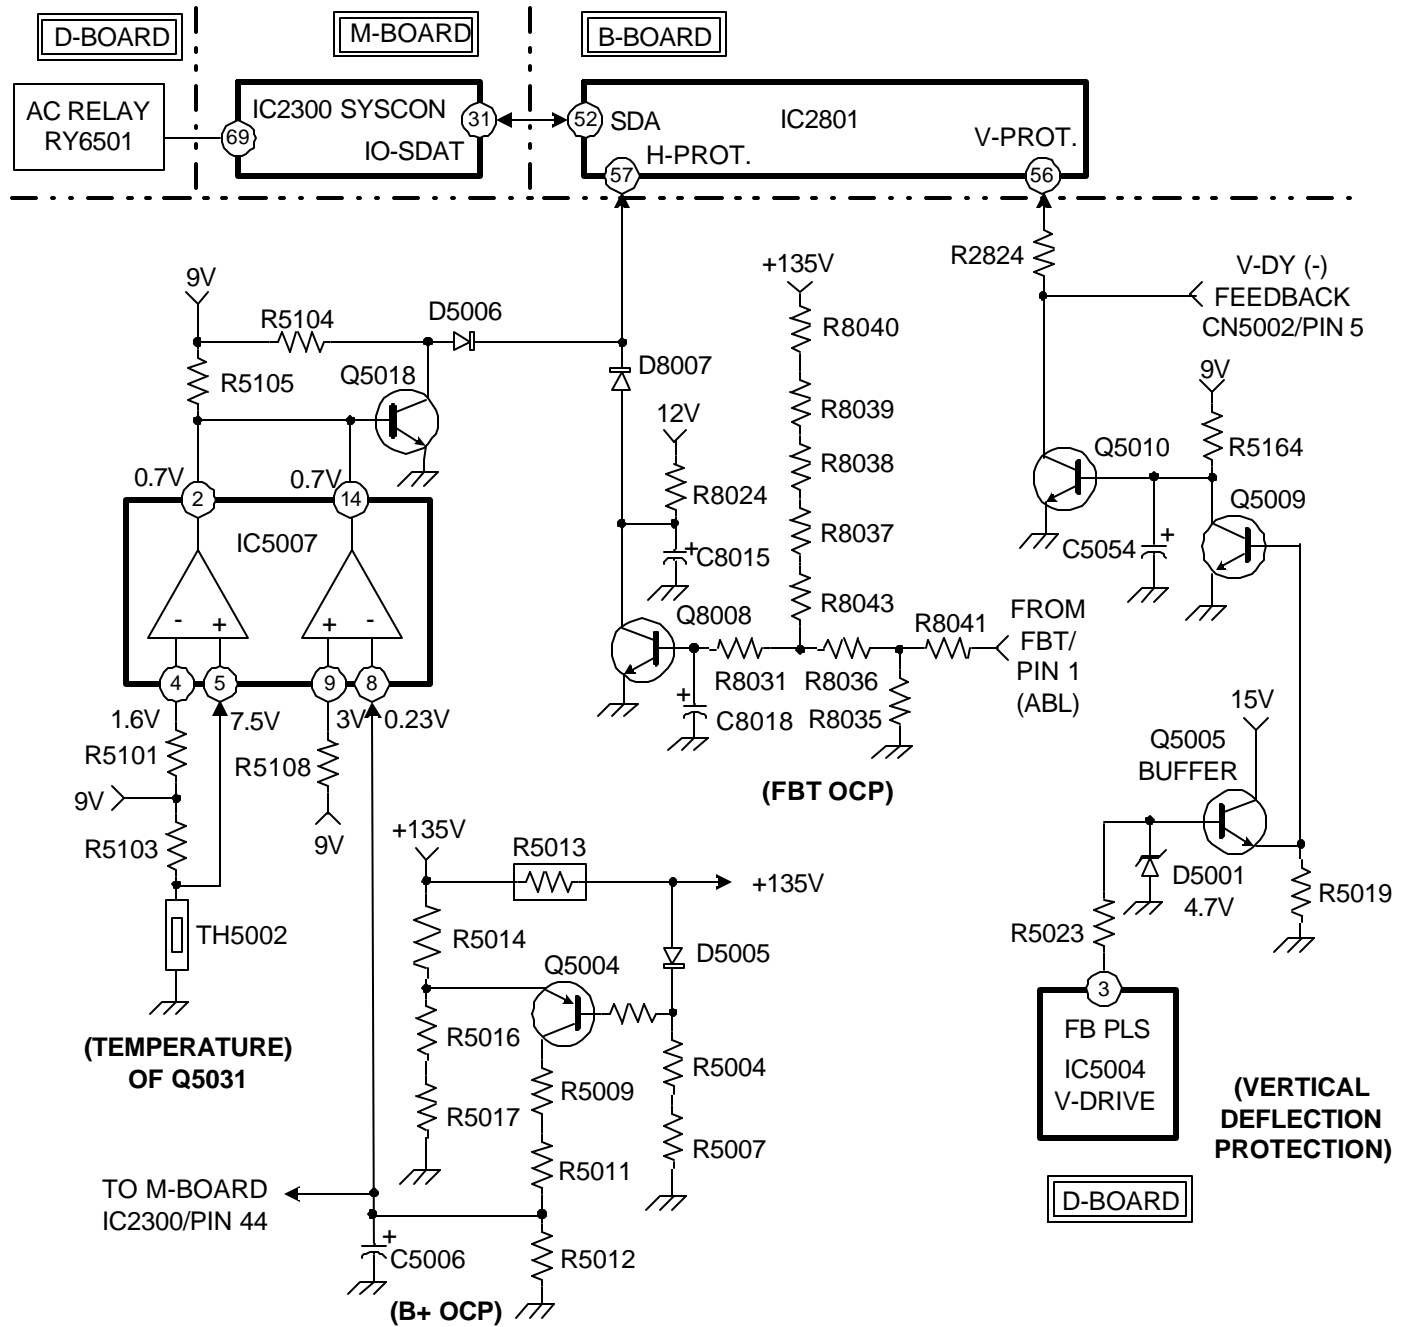 D-BOARD
M-BOARD
B-BOARD
AC RELAY
RY6501
69
IC2300 SYSCON
IO-SDAT
31
52
SDA
IC2801
H-PROT.
V-PROT.
57
56
9V
R5104
D5006
R5105
Q5018
0.7V
0.7V
2
14
IC5007
-
+
+
-
4
5
9
8
1.6V
7.5V
3V
0.23V
R5101
9V
R5103
R5108
9V
TH5002
(TEMPERATURE)
OF Q5031
D8007
12V
R8024
+
C8015
Q8008
+
C8018
R8031
+135V
R8040
R8039
R8038
R8037
R8043
R8036
R8035
R8041
FROM
FBT/
PIN 1
(ABL)
(FBT OCP)
R2824
V-DY (-)
FEEDBACK
CN5002/PIN 5
9V
R5164
Q5010
Q5009
C5054
+
15V
Q5005
BUFFER
D5001
4.7V
R5019
R5023
3
FB PLS
IC5004
V-DRIVE
(VERTICAL
DEFLECTION
PROTECTION)
D-BOARD
+135V
R5013
+135V
R5014
Q5004
D5005
R5016
R5009
R5004
R5017
R5011
R5007
TO M-BOARD
IC2300/PIN 44
+
C5006
R5012
(B+ OCP)